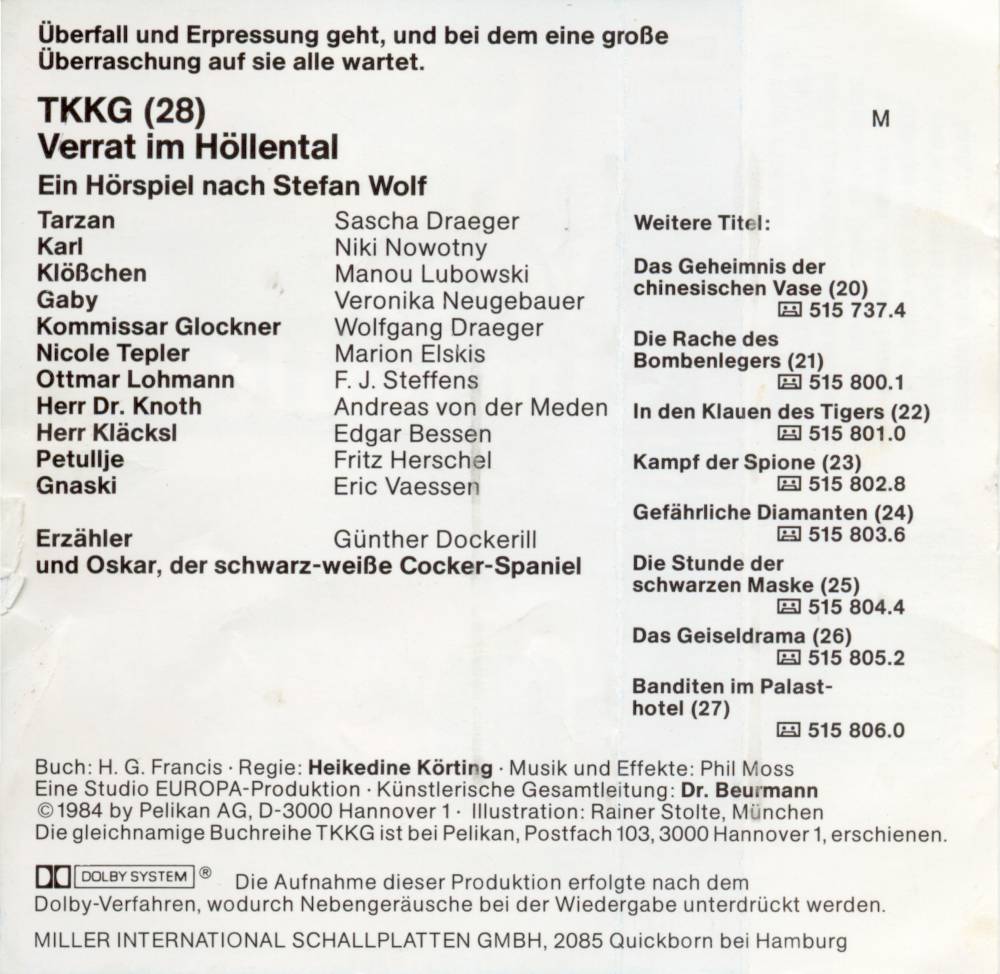 Überfall und Erpressung geht, und bei dem eine große
Überraschung auf sie alle wartet.
TKKG (28)
M
Verrat im Höllental
Ein Hörspiel nach Stefan Wolf
Tarzan Sascha Draeger
Karl Niki Nowotny
Klößchen Manou Lubowski
Gaby Veronika Neugebauer
Kommissar Glockner Wolfgang Draeger
Nicole Tepler Marion Elskis
Ottmar Lohmann F. J. Steffens
Herr Dr. Knoth Andreas von der Meden
Herr Kläcksl Edgar Bessen
Petullje Fritz Herschel
Gnaski Eric Vaessen
Erzähler Günther Dockerill
und Oskar, der schwarz-weiße Cocker-Spaniel
Weitere Titel:
Das Geheimnis der
chinesischen Vase (20)
515 737.4
Die Rache des
Bombenlegers (21)
515 800.1
In den Klauen des Tigers (22)
515 801.0
Kampf der Spione (23)
515 802.8
Gefährliche Diamanten (24)
515 803.6
Die Stunde der
schwarzen Maske (25)
515 804.4
Das Geiseldrama (26)
515 805.2
Banditen im Palast-
hotel (27)
515 806.0
Buch: H. G. Francis · Regie: Heikedine Körting · Musik und Effekte: Phil Moss
Eine Studio EUROPA-Produktion · Künstlerische Gesamtleitung: Dr. Beurmann
© 1984 by Pelikan AG, D-3000 Hannover 1 · Illustration: Rainer Stolte, München
Die gleichnamige Buchreihe TKKG ist bei Pelikan, Postfach 103, 3000 Hannover 1, erschienen.
DOLBY SYSTEM ® Die Aufnahme dieser Produktion erfolgte nach dem
Dolby-Verfahren, wodurch Nebengeräusche bei der Wiedergabe unterdrückt werden.
MILLER INTERNATIONAL SCHALLPLATTEN GMBH, 2085 Quickborn bei Hamburg